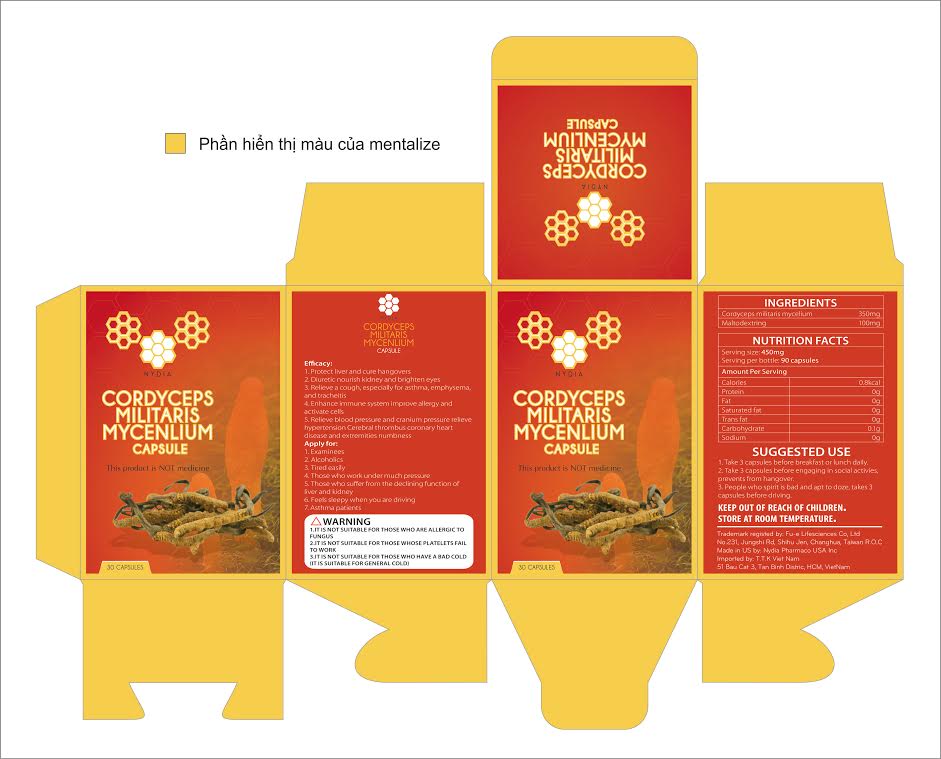 Phần hiển thị màu của mentalize
CORDYCEPS
MILITARIS
MYCENLIUM
CAPSULE
NYDIA
NYDIA
CORDYCEPS
MILITARIS
MYCENLIUM
CAPSULE
This product is NOT medicine
30 CAPSULES
CORDYCEPS
MILITARIS
MYCENLIUM
CAPSULE
Efficacy:
1. Protect liver and cure hangovers
2. Diuretic nourish kidney and brighten eyes
3. Relieve a cough, especially for asthma, emphysema,
and tracheitis
4. Enhance immune system improve allergy and
activate cells
5. Relieve blood pressure and cranium pressure relieve
hypertension Cerebral thrombus coronary heart
disease and extremities numbness
Apply for:
1. Examinees
2. Alcoholics
3. Tired easily
4. Those who work under much pressure
5. Those who suffer from the declining function of
liver and kidney
6. Feels sleepy when you are driving
7. Asthma patients
WARNING
1.IT IS NOT SUITABLE FOR THOSE WHO ARE ALLERGIC TO
FUNGUS
2.IT IS NOT SUITABLE FOR THOSE WHOSE PLATELETS FAIL
TO WORK
3.IT IS NOT SUITABLE FOR THOSE WHO HAVE A BAD COLD
(IT IS SUITABLE FOR GENERAL COLD)
NYDIA
CORDYCEPS
MILITARIS
MYCENLIUM
CAPSULE
This product is NOT medicine
30 CAPSULES
INGREDIENTS
Cordyceps militaris mycelium 350mg
Maltodextring 100mg
NUTRITION FACTS
Serving size: 450mg
Serving per bottle: 90 capsules
Amount Per Serving
Calories 0.8kcal
Protein 0g
Fat 0g
Saturated fat 0g
Trans fat 0g
Carbohydrate 0.1g
Sodium 0g
SUGGESTED USE
1. Take 3 capsules before breakfast or lunch daily.
2. Take 3 capsules before engaging in social activies,
prevents from hangover.
3. People who spirit is bad and apt to doze, takes 3
capsules before driving.
KEEP OUT OF REACH OF CHILDREN.
STORE AT ROOM TEMPERATURE.
Trademark registed by: Fu-e Lifesciences Co, Ltd
No.231, Jungshi Rd, Shihu Jen, Changhua, Taiwan R.O.C
Made in US by: Nydia Pharmaco USA Inc
Imported by: T.T.K Viet Nam
51 Bau Cat 3, Tan Binh Distric, HCM, VietNam